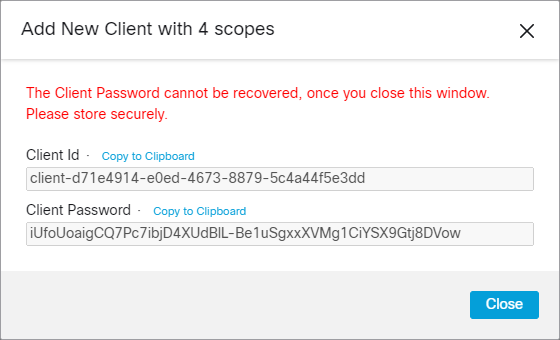 Add New Client with 4 scopes
The Client Password cannot be recovered, once you close this window.
Please store securely.
Client Id · Copy to Clipboard
client-d71e4914-e0ed-4673-8879-5c4a44f5e3dd
Client Password · Copy to Clipboard
iUfoUoaigCQ7Pc7ibjD4XUdBlL-Be1uSgxxXVMg1CiYSX9Gtj8DVow
Close